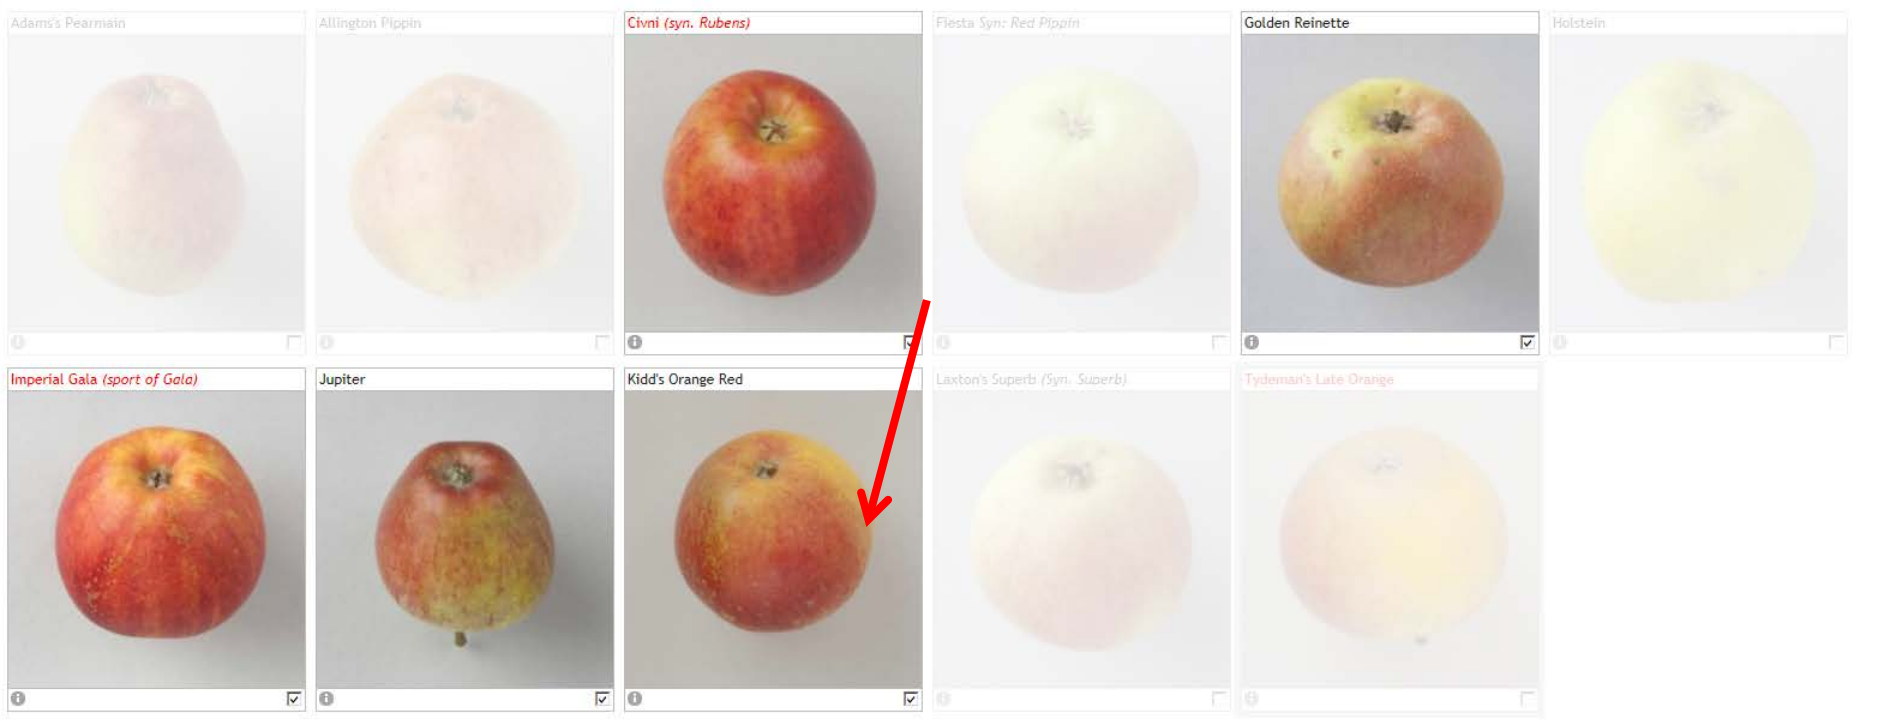 Adams's Pearmain
Allington Pippin
Civni (syn. Rubens)
Fiesta Syn: Red Pippin
Golden Reinette
Holstein
Imperial Gala (sport of Gala)
Jupiter
Kidd's Orange Red
Laxton's Superb (Syn. Superb)
Tydeman's Late Orange